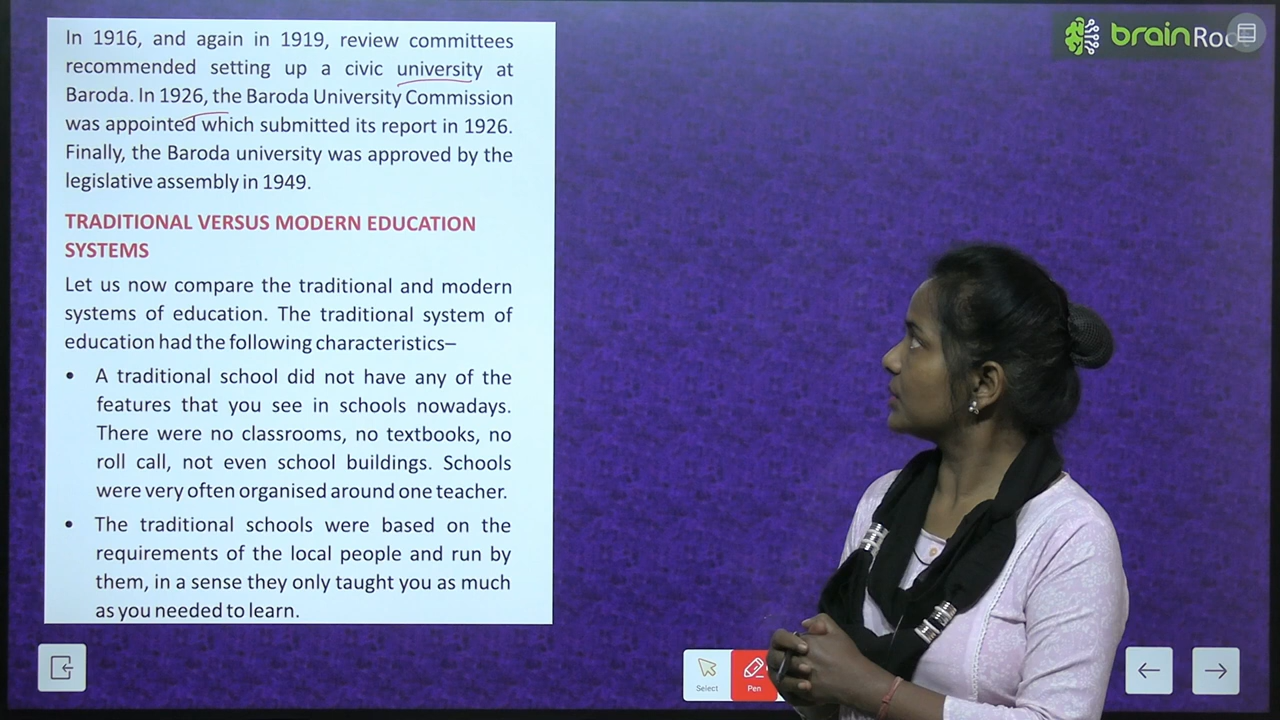 In 1916, and again in 1919, review committees
recommended setting up a civic university at
Baroda. In 1926, the Baroda University Commission
was appointed which submitted its report in 1926.
Finally, the Baroda university was approved by the
legislative assembly in 1949.
TRADITIONAL VERSUS MODERN EDUCATION
SYSTEMS
Let us now compare the traditional and modern
systems of education. The traditional system of
education had the following characteristics–
• A traditional school did not have any of the
features that you see in schools nowadays.
There were no classrooms, no textbooks, no
roll call, not even school buildings. Schools
were very often organised around one teacher.
• The traditional schools were based on the
requirements of the local people and run by
them, in a sense they only taught you as much
as you needed to learn.
brain
Select
Pen